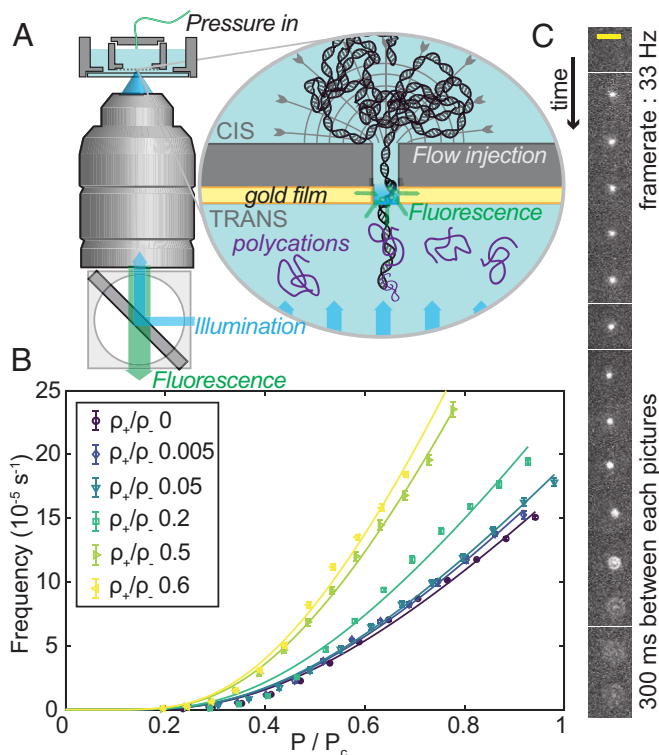 A
Pressure in
CIS
Flow injection
gold film
TRANS
Fluorescence
polycations
Illumination
Fluorescence
B
25
20
15
10
5
0
Frequency (10⁻⁵ s⁻¹)
ρ₊/ρ₋ 0
ρ₊/ρ₋ 0.005
ρ₊/ρ₋ 0.05
ρ₊/ρ₋ 0.2
ρ₊/ρ₋ 0.5
ρ₊/ρ₋ 0.6
0 0.2 0.4 0.6 0.8 1
P / P꜀
C
time
framerate : 33 Hz
300 ms between each pictures